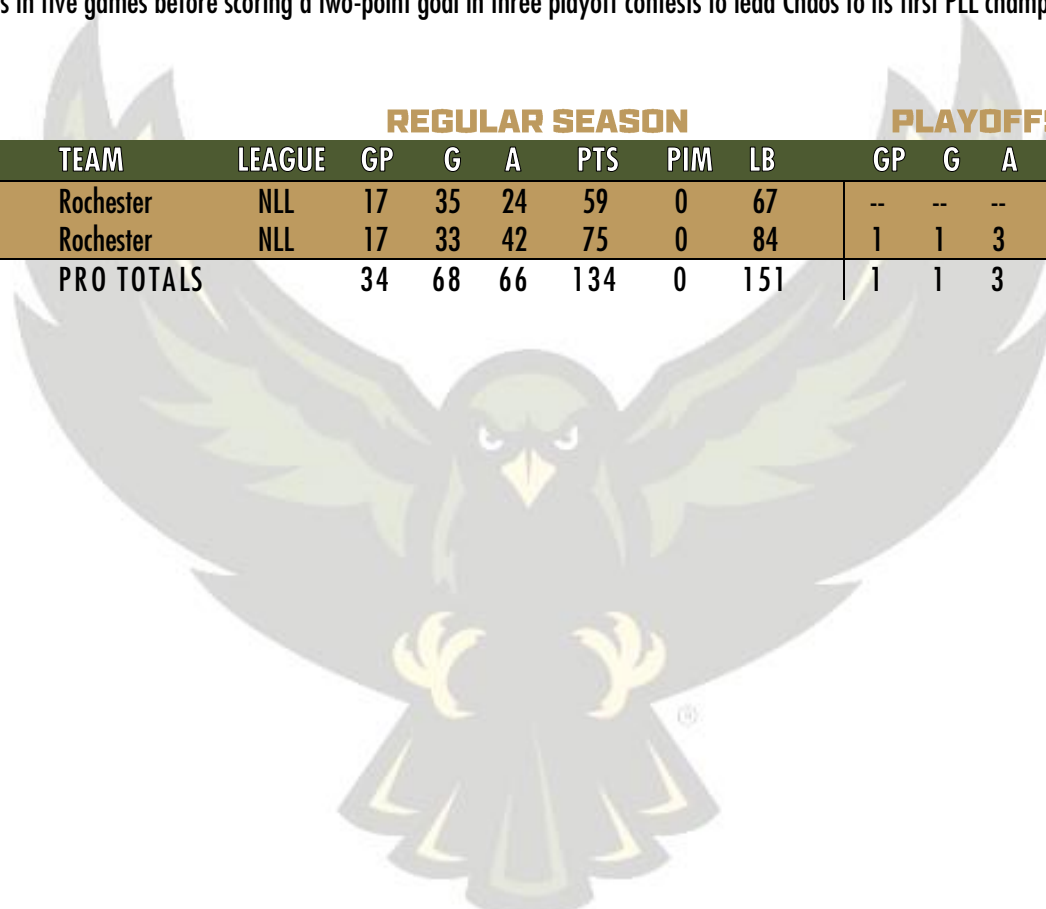 s in five games before scoring a two-point goal in three playoff contests to lead Chaos to its first PLL champ
REGULAR SEASON PLAYOFFS
TEAM LEAGUE GP G A PTS PIM LB GP G A
Rochester NLL 17 35 24 59 0 67 -- -- --
Rochester NLL 17 33 42 75 0 84 1 1 3
PRO TOTALS 34 68 66 134 0 151 1 1 3
®